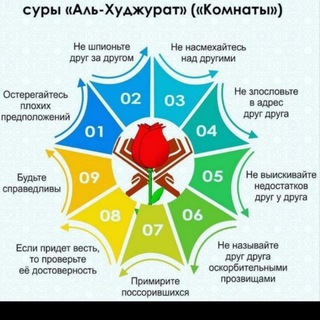 суры «Аль-Худжурат» («Комнаты»)
01
Остерегайтесь
плохих
предположений
02
Не шпионьте
друг за другом
03
Не насмехайтесь
над другими
04
Не злословьте
в адрес
друг друга
05
Не выискивайте
недостатков
друг у друга
06
Не называйте
друг друга
оскорбительными
прозвищами
07
Примирите
поссорившихся
08
Если придет весть,
то проверьте
её достоверность
09
Будьте
справедливы